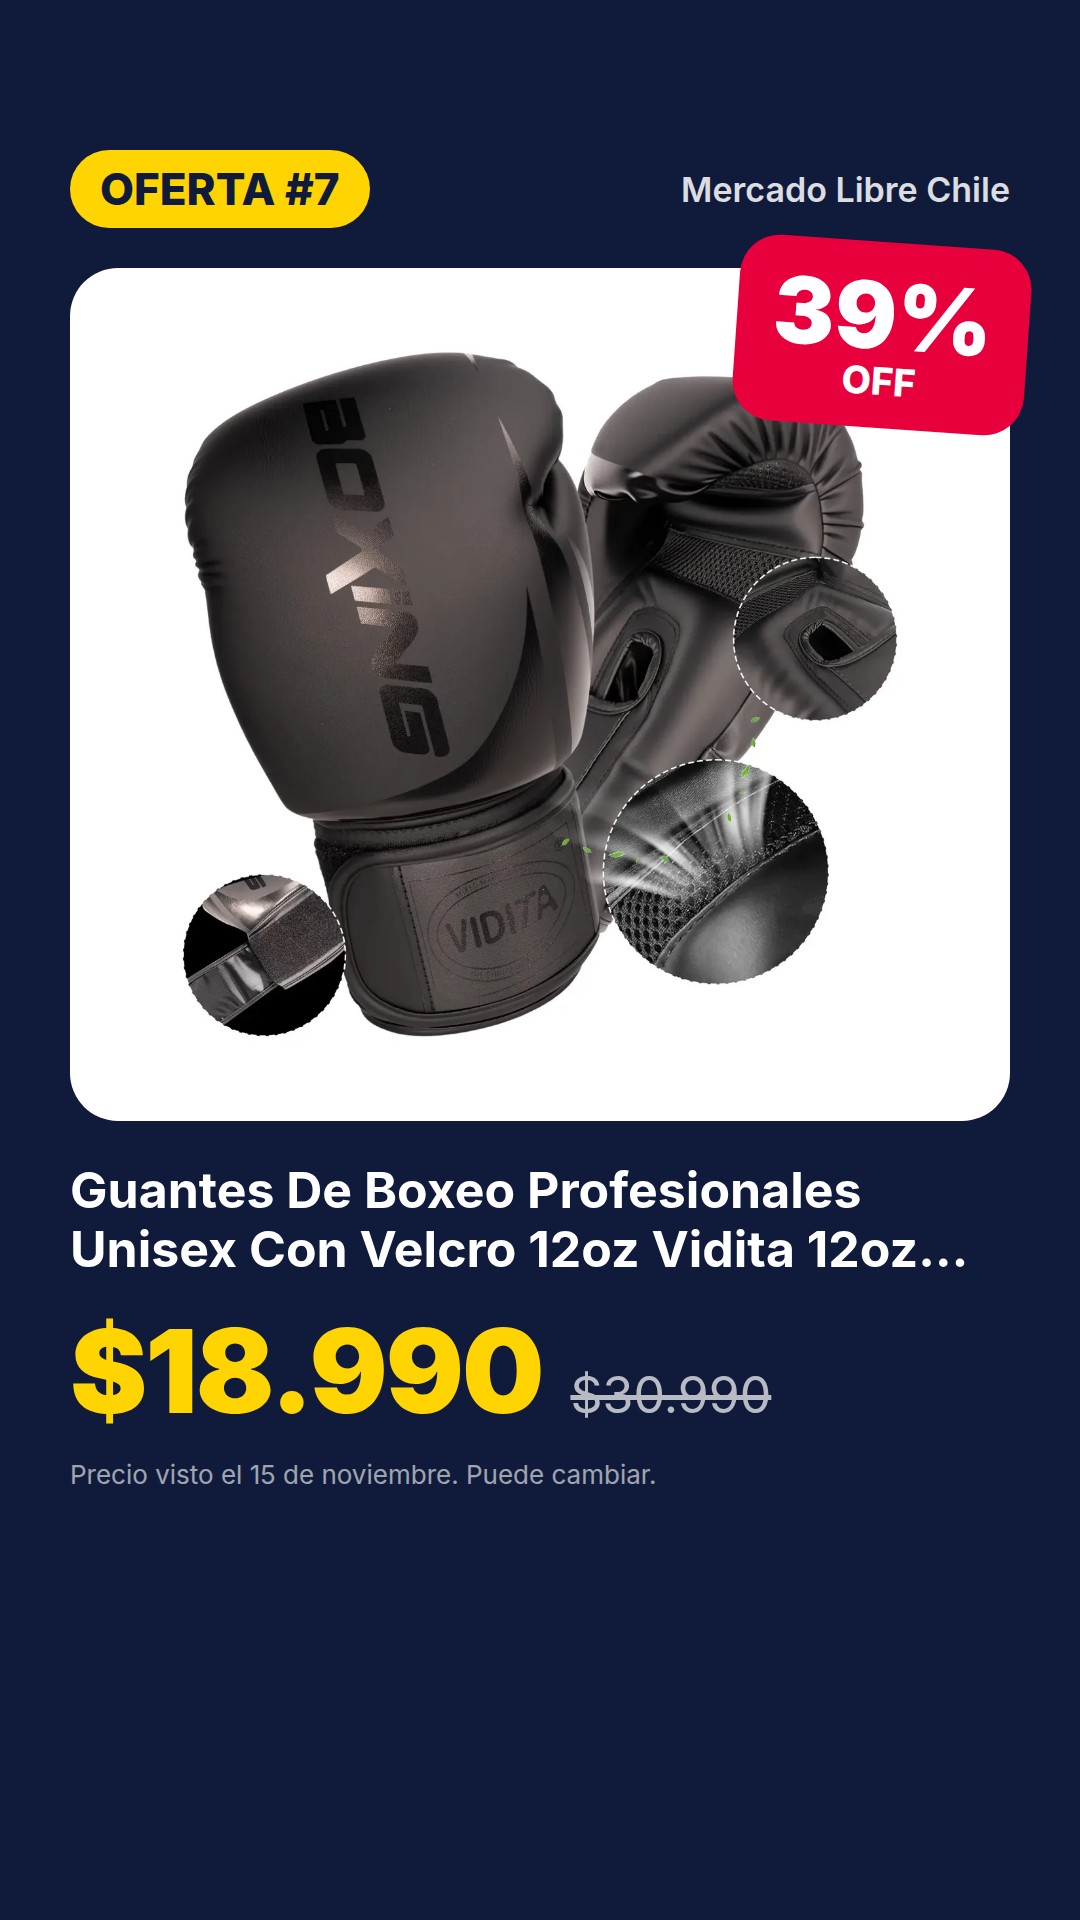 OFERTA #7
Mercado Libre Chile
39%
OFF
BOXING
VIDITA
Guantes De Boxeo Profesionales
Unisex Con Velcro 12oz Vidita 12oz...
$18.990 $30.990
Precio visto el 15 de noviembre. Puede cambiar.